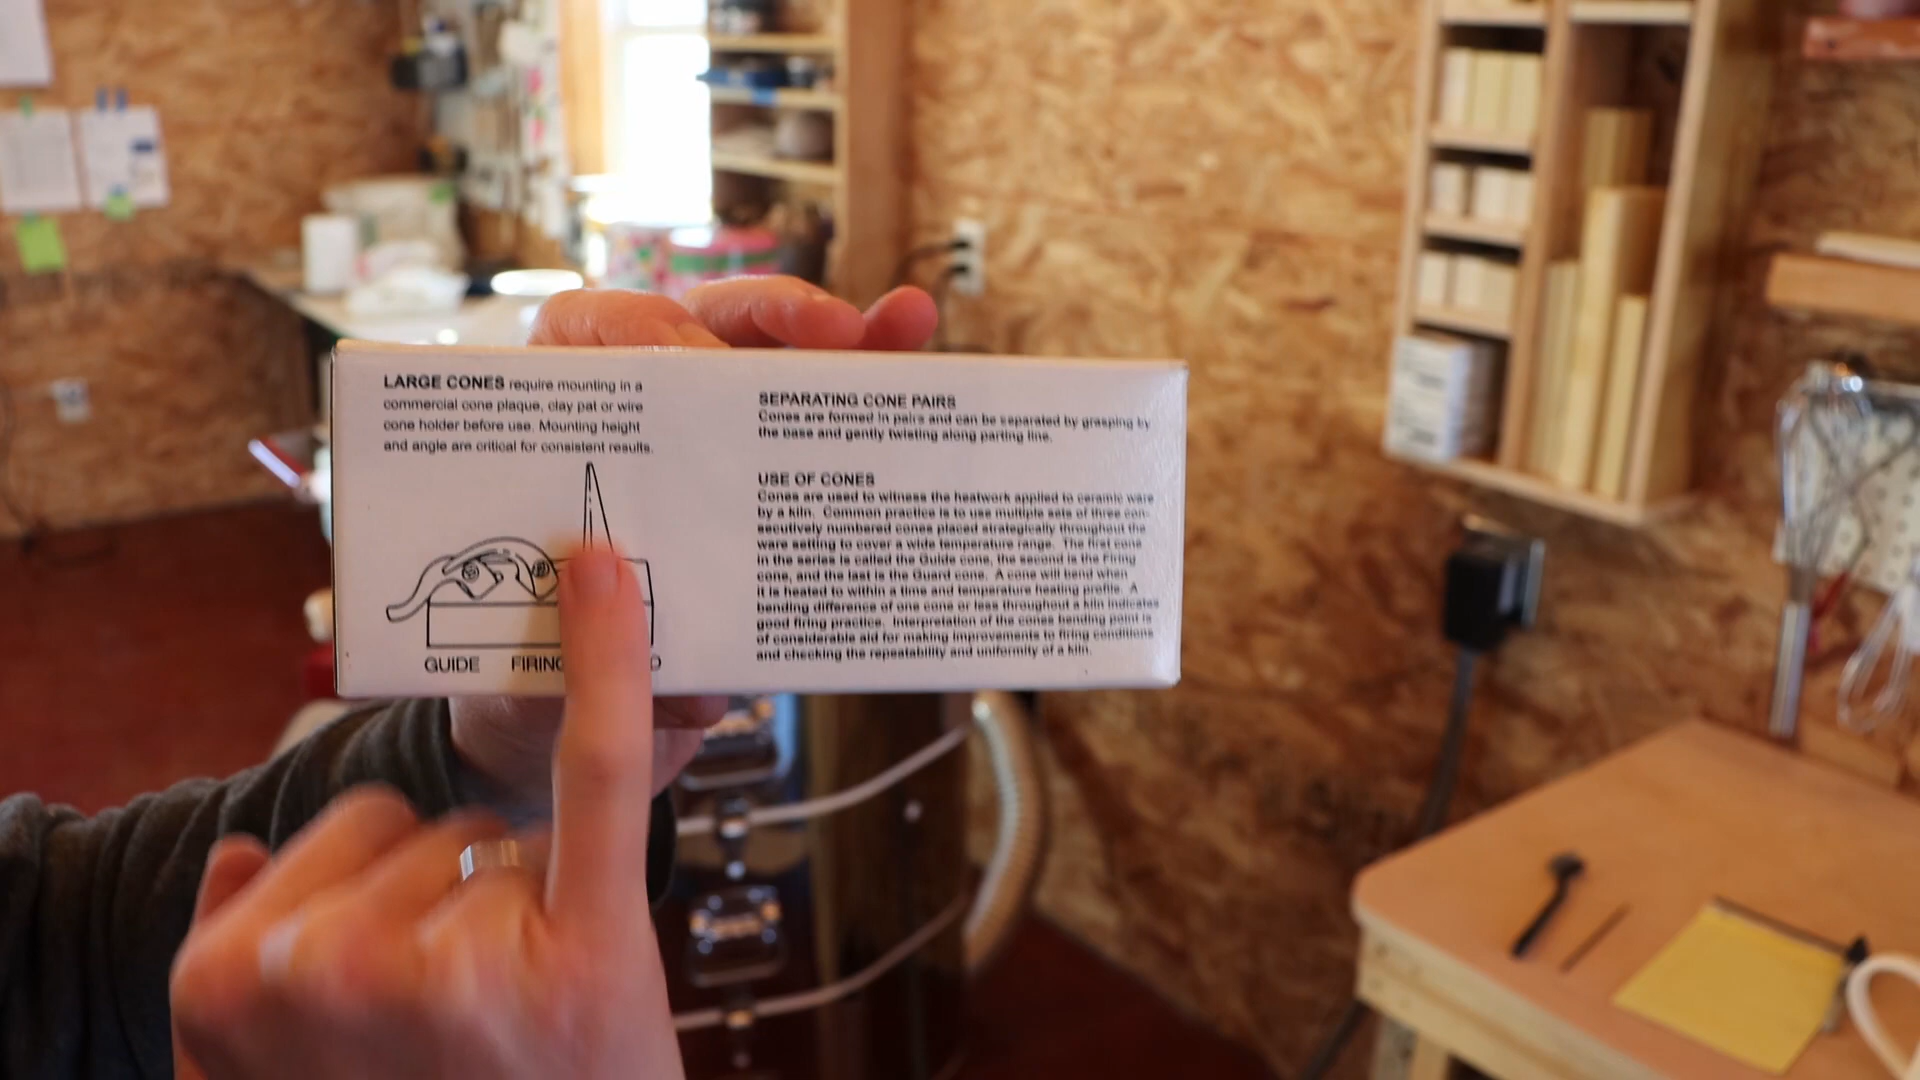 LARGE CONES require mounting in a
commercial cone plaque, clay pat or wire
cone holder before use. Mounting height
and angle are critical for consistent results.
GUIDE FIRING
SEPARATING CONE PAIRS
Cones are formed in pairs and can be separated by grasping by
the base and gently twisting along parting line.
USE OF CONES
Cones are used to witness the heatwork applied to ceramic ware
by a kiln. Common practice is to use multiple sets of three con-
secutively numbered cones placed strategically throughout the
ware setting to cover a wide temperature range. The first cone
in the series is called the Guide cone, the second is the Firing
cone, and the last is the Guard cone. A cone will bend when
it is heated to within a time and temperature heating profile. A
bending difference of one cone or less throughout a kiln indicates
good firing practice. Interpretation of the cones bending point is
of considerable aid for making improvements to firing conditions
and checking the repeatability and uniformity of a kiln.